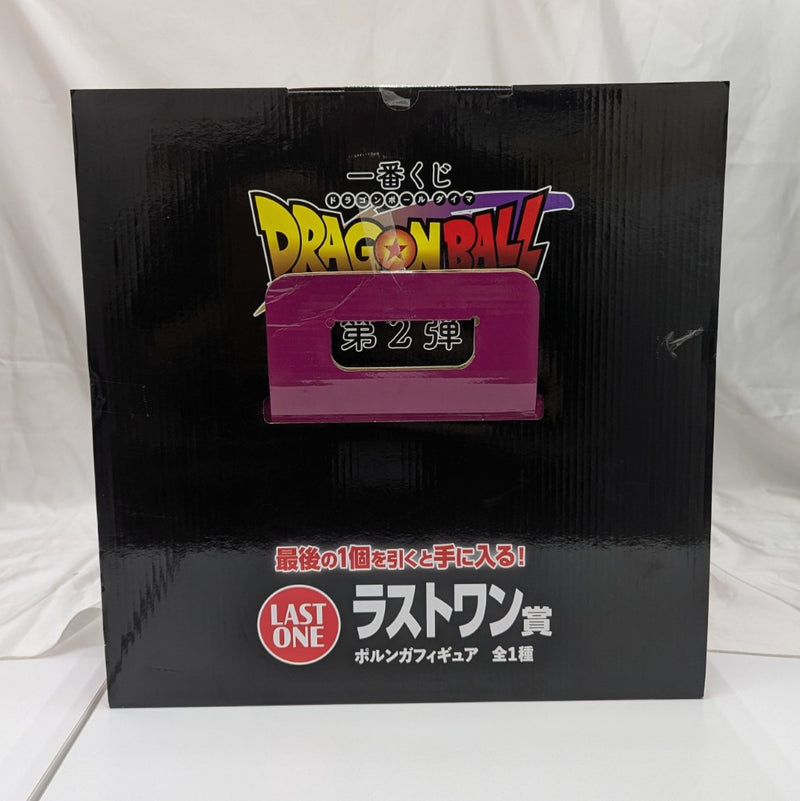 一番くじ
ドラゴンボールダイマ
DRAGON BALL
第2弾
最後の1個を引くと手に入る!
LAST ONE
ラストワン賞
ポルンガフィギュア 全1種